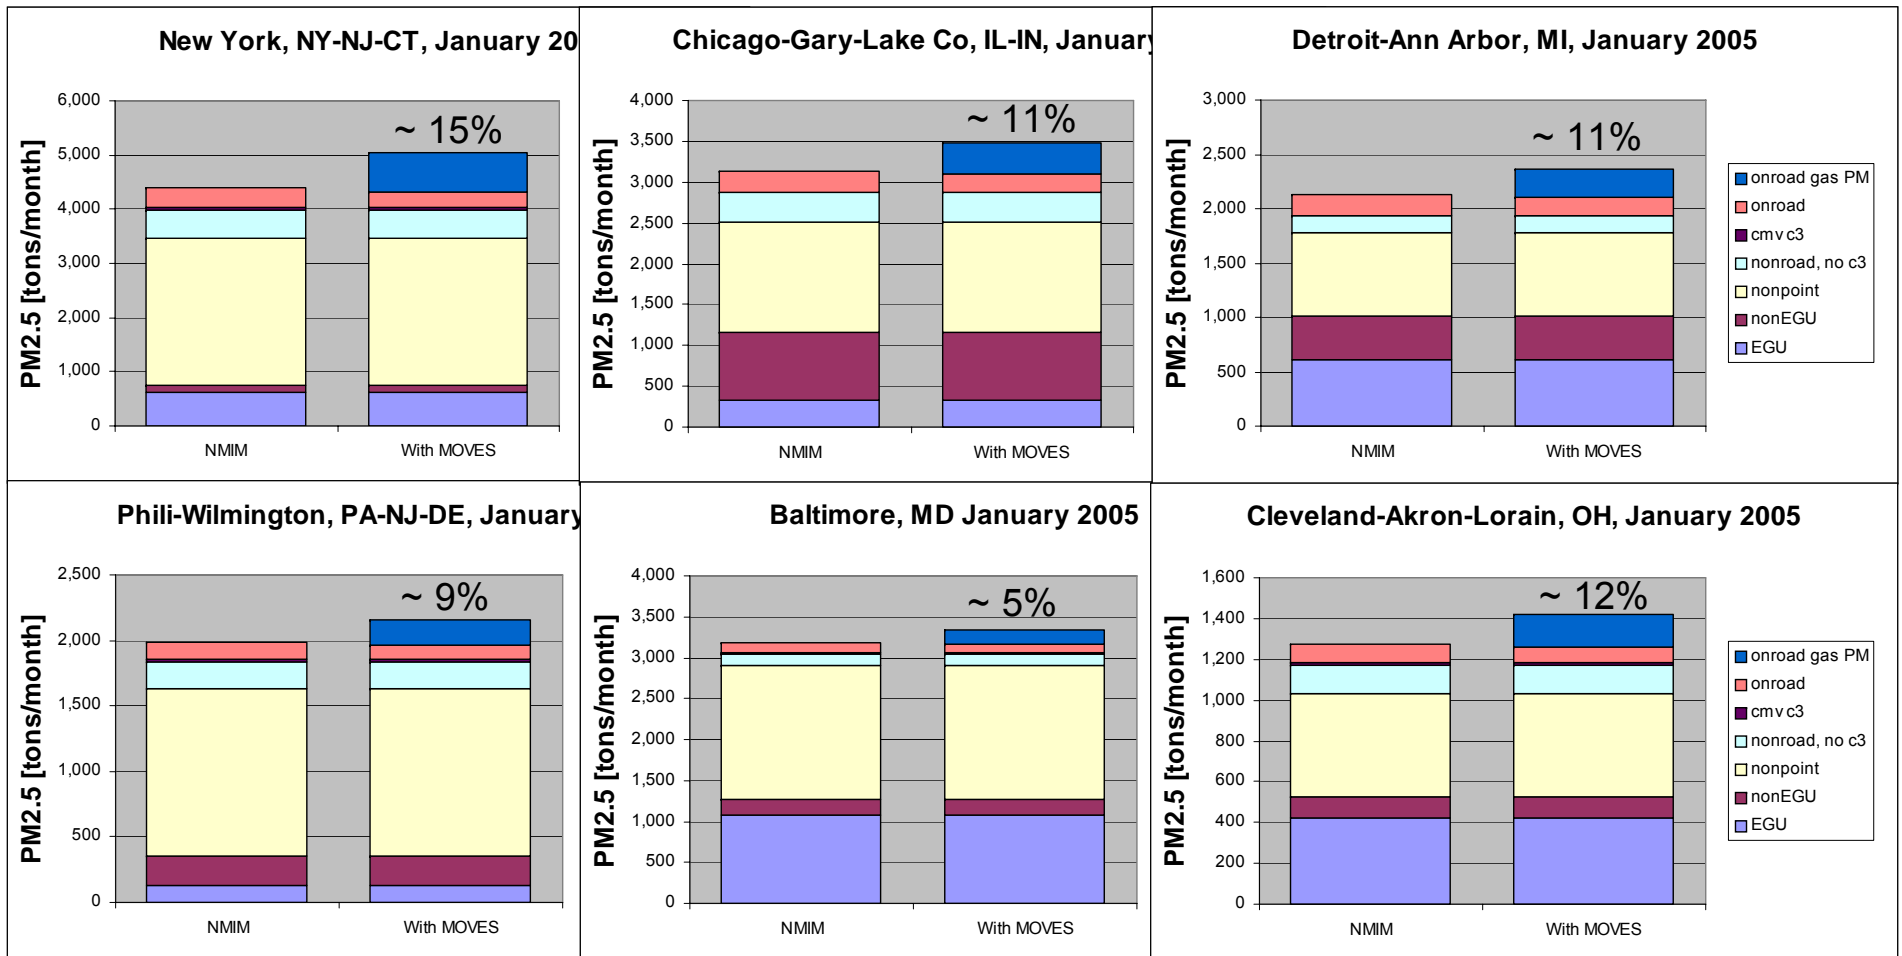 New York, NY-NJ-CT, January 20
PM2.5 [tons/month]
6,000
5,000
4,000
3,000
2,000
1,000
0
~ 15%
NMIM
With MOVES
Chicago-Gary-Lake Co, IL-IN, January
PM2.5 [tons/month]
4,000
3,500
3,000
2,500
2,000
1,500
1,000
500
0
~ 11%
NMIM
With MOVES
Detroit-Ann Arbor, MI, January 2005
PM2.5 [tons/month]
3,000
2,500
2,000
1,500
1,000
500
0
~ 11%
NMIM
With MOVES
onroad gas PM
onroad
cmv c3
nonroad, no c3
nonpoint
nonEGU
EGU
Phili-Wilmington, PA-NJ-DE, January
PM2.5 [tons/month]
2,500
2,000
1,500
1,000
500
0
~ 9%
NMIM
With MOVES
Baltimore, MD January 2005
PM2.5 [tons/month]
4,000
3,500
3,000
2,500
2,000
1,500
1,000
500
0
~ 5%
NMIM
With MOVES
Cleveland-Akron-Lorain, OH, January 2005
PM2.5 [tons/month]
1,600
1,400
1,200
1,000
800
600
400
200
0
~ 12%
NMIM
With MOVES
onroad gas PM
onroad
cmv c3
nonroad, no c3
nonpoint
nonEGU
EGU